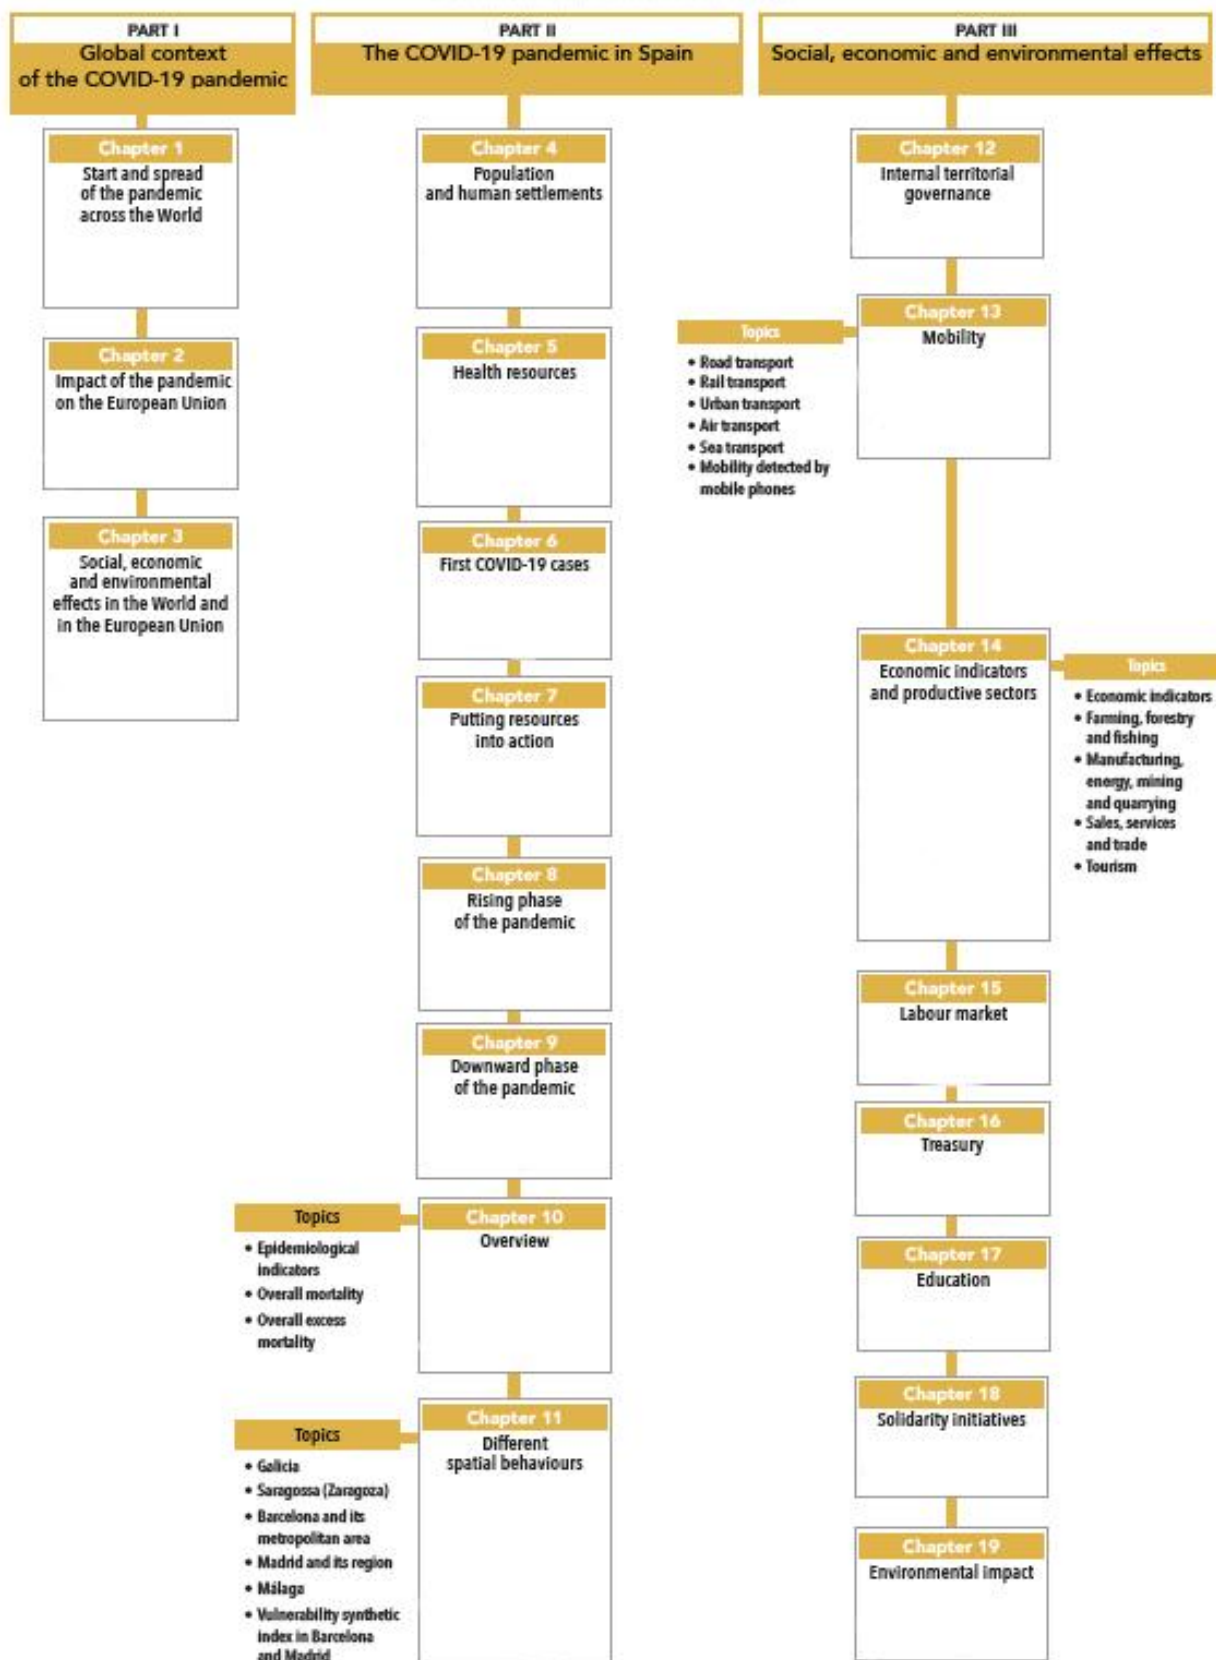 PART I
Global context
of the COVID-19 pandemic
Chapter 1
Start and spread
of the pandemic
across the World
Chapter 2
Impact of the pandemic
on the European Union
Chapter 3
Social, economic
and environmental
effects in the World and
in the European Union
PART II
The COVID-19 pandemic in Spain
Chapter 4
Population
and human settlements
Chapter 5
Health resources
Chapter 6
First COVID-19 cases
Chapter 7
Putting resources
into action
Chapter 8
Rising phase
of the pandemic
Chapter 9
Downward phase
of the pandemic
Chapter 10
Overview
Topics
• Epidemiological
indicators
• Overall mortality
• Overall excess
mortality
Chapter 11
Different
spatial behaviours
Topics
• Galicia
• Saragossa (Zaragoza)
• Barcelona and its
metropolitan area
• Madrid and its region
• Málaga
• Vulnerability synthetic
index in Barcelona
and Madrid
PART III
Social, economic and environmental effects
Chapter 12
Internal territorial
governance
Chapter 13
Mobility
Topics
• Road transport
• Rail transport
• Urban transport
• Air transport
• Sea transport
• Mobility detected by
mobile phones
Chapter 14
Economic indicators
and productive sectors
Topics
• Economic indicators
• Farming, forestry
and fishing
• Manufacturing,
energy, mining
and quarrying
• Sales, services
and trade
• Tourism
Chapter 15
Labour market
Chapter 16
Treasury
Chapter 17
Education
Chapter 18
Solidarity initiatives
Chapter 19
Environmental impact